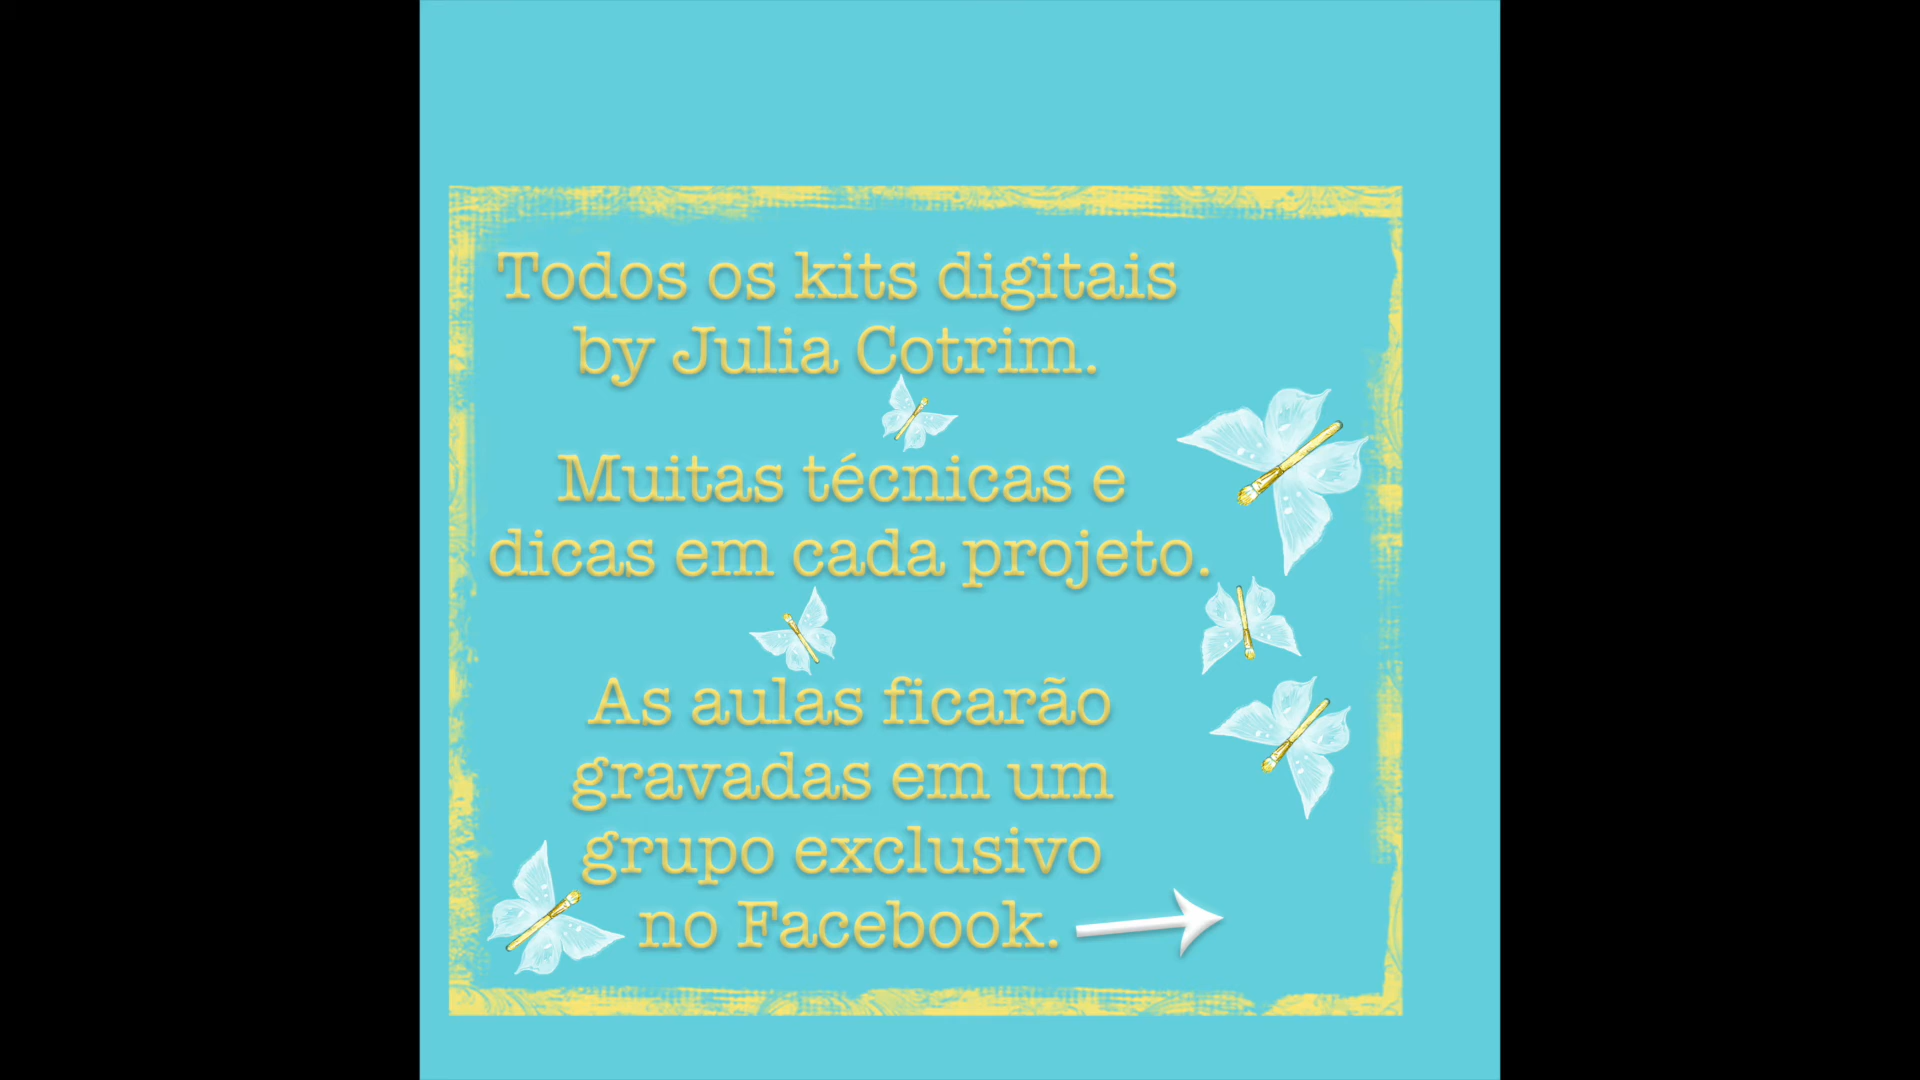 Todos os kits digitais
by Julia Cotrim.
Muitas técnicas e
dicas em cada projeto.
As aulas ficarão
gravadas em um
grupo exclusivo
no Facebook.